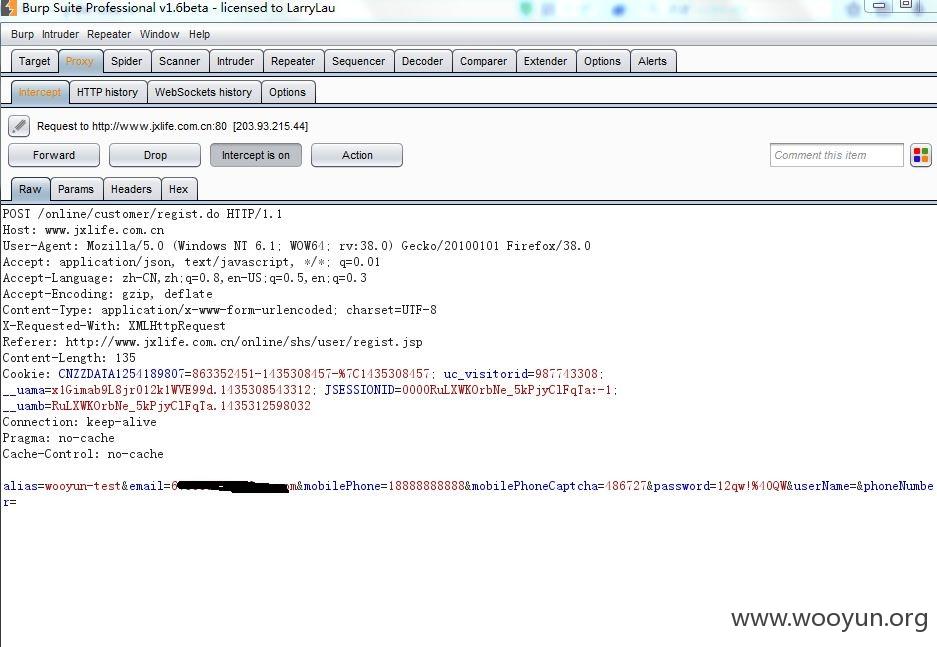 Burp Suite Professional v1.6beta - licensed to LarryLau
Burp Intruder Repeater Window Help
Target Proxy Spider Scanner Intruder Repeater Sequencer Decoder Comparer Extender Options Alerts
Intercept HTTP history WebSockets history Options
Request to http://www.jxlife.com.cn:80 [203.93.215.44]
Forward Drop Intercept is on Action Comment this item
Raw Params Headers Hex
POST /online/customer/regist.do HTTP/1.1
Host: www.jxlife.com.cn
User-Agent: Mozilla/5.0 (Windows NT 6.1; WOW64; rv:38.0) Gecko/20100101 Firefox/38.0
Accept: application/json, text/javascript, */*; q=0.01
Accept-Language: zh-CN,zh;q=0.8,en-US;q=0.5,en;q=0.3
Accept-Encoding: gzip, deflate
Content-Type: application/x-www-form-urlencoded; charset=UTF-8
X-Requested-With: XMLHttpRequest
Referer: http://www.jxlife.com.cn/online/shs/user/regist.jsp
Content-Length: 135
Cookie: CNZZDATA1254189807=863352451-1435308457-%7C1435308457; uc_visitorid=987743308;
__uama=x1Gimab9L8jr012k1WVE99d.1435308543312; JSESSIONID=0000RuLXWKOrbNe_5kPjyClFqTa:-1;
__uamb=RuLXWKOrbNe_5kPjyClFqTa.1435312598032
Connection: keep-alive
Pragma: no-cache
Cache-Control: no-cache
alias=wooyun-test&email=6 m&mobilePhone=18888888888&mobilePhoneCaptcha=486727&password=12qw!%40QW&userName=&phoneNumbe
r=
www.wooyun.org